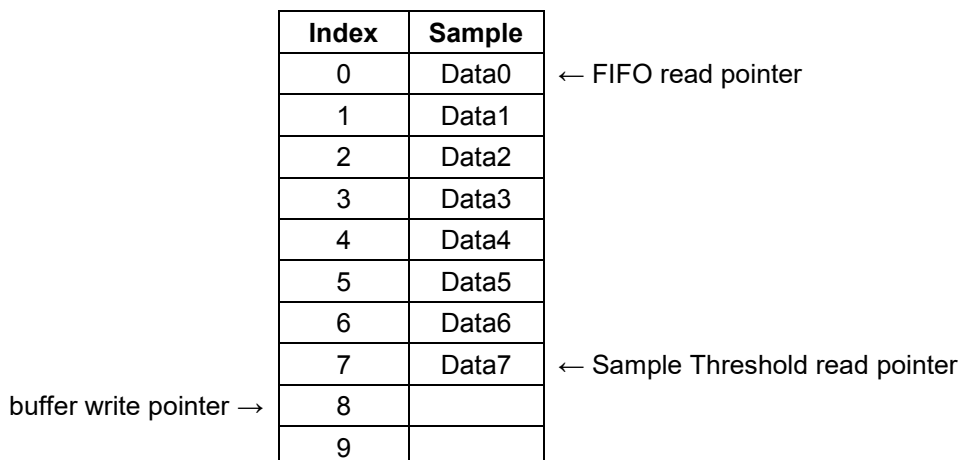 Index Sample
0 Data0 ← FIFO read pointer
1 Data1
2 Data2
3 Data3
4 Data4
5 Data5
6 Data6
7 Data7 ← Sample Threshold read pointer
buffer write pointer → 8
9